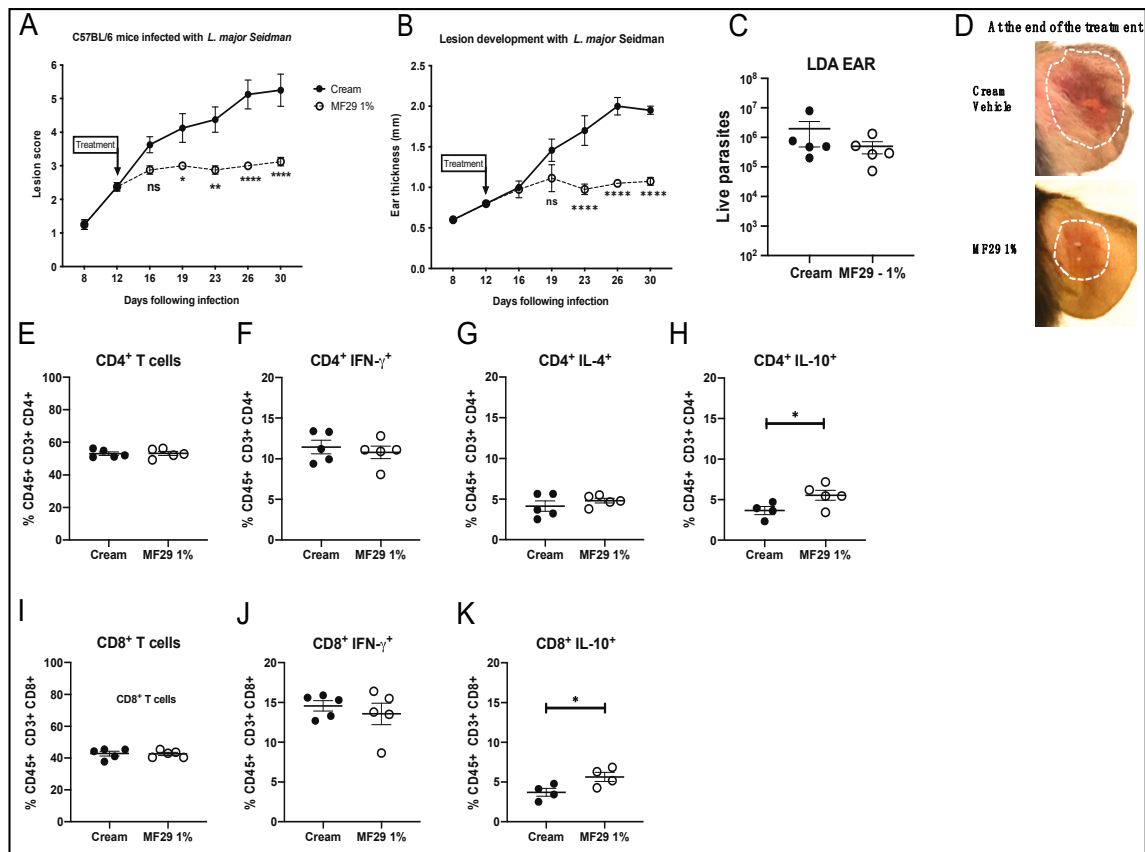 A
C57BL/6 mice infected with L. major Seidman
Lesion score
6
5
4
3
2
1
0
Treatment
Cream
MF29 1%
ns
*
**
****
****
8 12 16 19 23 26 30
Days following infection
B
Lesion development with L. major Seidman
Ear thickness (mm)
2.5
2.0
1.5
1.0
0.5
0.0
Treatment
ns
****
****
****
8 12 16 19 23 26 30
Days following infection
C
LDA EAR
Live parasites
10⁸
10⁷
10⁶
10⁵
10⁴
10³
10²
Cream MF29 - 1%
D
At the end of the treatment
Cream
Vehicle
MF29 1%
E
CD4⁺ T cells
% CD45+ CD3+ CD4+
100
80
60
40
20
0
Cream MF29 1%
F
CD4⁺ IFN-γ⁺
% CD45+ CD3+ CD4+
20
15
10
5
0
Cream MF29 1%
G
CD4⁺ IL-4⁺
% CD45+ CD3+ CD4+
20
15
10
5
0
Cream MF29 1%
H
CD4⁺ IL-10⁺
% CD45+ CD3+ CD4+
20
15
10
5
0
*
Cream MF29 1%
I
CD8⁺ T cells
% CD45+ CD3+ CD8+
100
80
60
40
20
0
CD8⁺ T cells
Cream MF29 1%
J
CD8⁺ IFN-γ⁺
% CD45+ CD3+ CD8+
20
15
10
5
0
Cream MF29 1%
K
CD8⁺ IL-10⁺
% CD45+ CD3+ CD8+
20
15
10
5
0
*
Cream MF29 1%